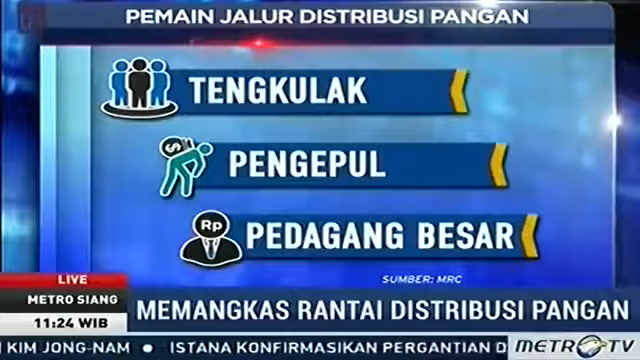 PEMAIN JALUR DISTRIBUSI PANGAN
TENGKULAK
$
PENGEPUL
Rp
PEDAGANG BESAR
SUMBER: MRC
LIVE
METRO SIANG
11:24 WIB
MEMANGKAS RANTAI DISTRIBUSI PANGAN
KIM JONG-NAM ● ISTANA KONFIRMASIKAN PERGANTIAN D
METRO TV